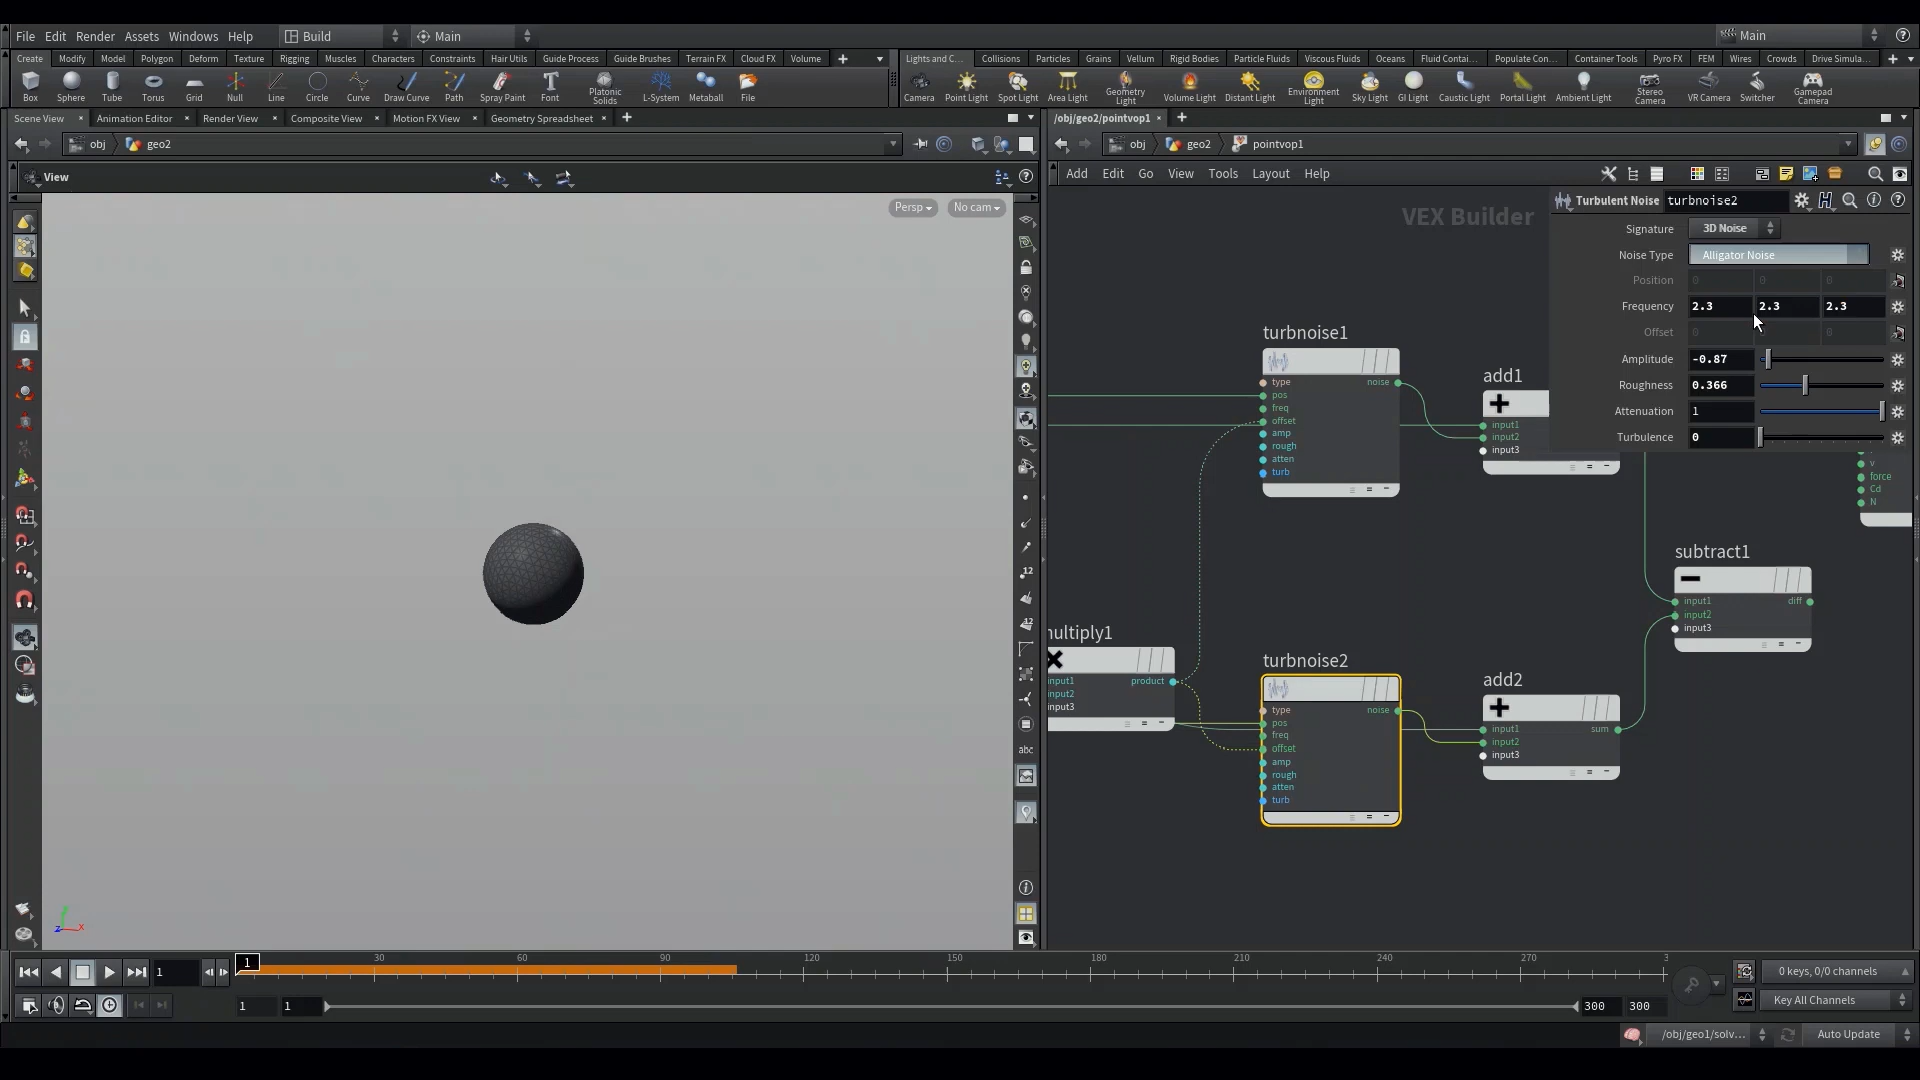 File Edit Render Assets Windows Help Build Main Main
Create Modify Model Polygon Deform Texture Rigging Muscles Characters Constraints Hair Utils Guide Process Guide Brushes Terrain FX Cloud FX Volume
Lights and C... Collisions Particles Grains Vellum Rigid Bodies Particle Fluids Viscous Fluids Oceans Fluid Contai... Populate Con... Container Tools Pyro FX FEM Wires Crowds Drive Simula...
Box Sphere Tube Torus Grid Null Line Circle Curve Draw Curve Path Spray Paint Font Platonic Solids L-System Metaball File
Camera Point Light Spot Light Area Light Geometry Light Volume Light Distant Light Environment Light Sky Light GI Light Caustic Light Portal Light Ambient Light Stereo Camera VR Camera Switcher Gamepad Camera
Scene View Animation Editor Render View Composite View Motion FX View Geometry Spreadsheet
/obj/geo2/pointvop1
obj geo2
obj geo2 pointvop1
View
Add Edit Go View Tools Layout Help
Persp No cam
VEX Builder
Turbulent Noise turbnoise2
Signature 3D Noise
Noise Type Alligator Noise
Position 0 0 0
Frequency 2.3 2.3 2.3
Offset 0 0 0
Amplitude -0.87
Roughness 0.366
Attenuation 1
Turbulence 0
turbnoise1
type noise
pos
freq
offset
amp
rough
atten
turb
add1
input1
input2
input3
v
force
Cd
N
subtract1
input1 diff
input2
input3
ultiply1
input1 product
input2
input3
turbnoise2
type noise
pos
freq
offset
amp
rough
atten
turb
add2
input1 sum
input2
input3
12
12
abc
z x
1 1 30 60 90 120 150 180 210 240 270 3
0 keys, 0/0 channels
1 1 300 300
Key All Channels
/obj/geo1/solv... Auto Update